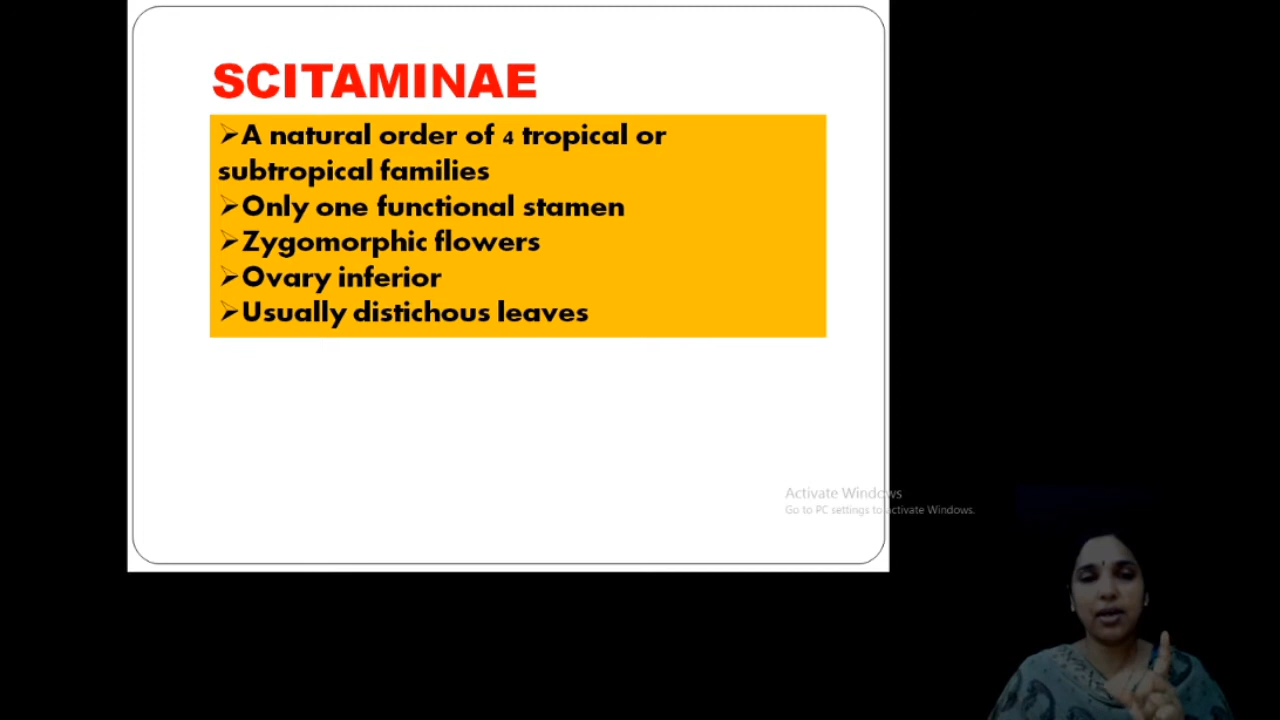 SCITAMINAE
➢A natural order of 4 tropical or
subtropical families
➢Only one functional stamen
➢Zygomorphic flowers
➢Ovary inferior
➢Usually distichous leaves
Activate Windows
Go to PC settings to activate Windows.